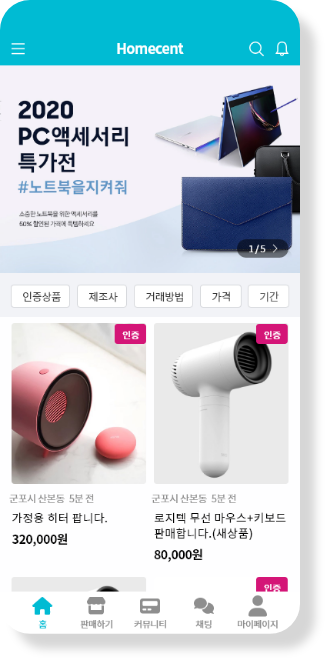 Homecent
2020
PC액세서리
특가전
#노트북을지켜줘
소중한 노트북을 위한 액세서리를
60% 할인된 가격에 득템하세요
1/5
인증상품 제조사 거래방법 가격 기간
인증 인증
군포시 산본동 5분 전 군포시 산본동 5분 전
가정용 히터 팝니다. 로지텍 무선 마우스+키보드
판매합니다.(새상품)
320,000원
80,000원
인증
홈 판매하기 커뮤니티 채팅 마이페이지